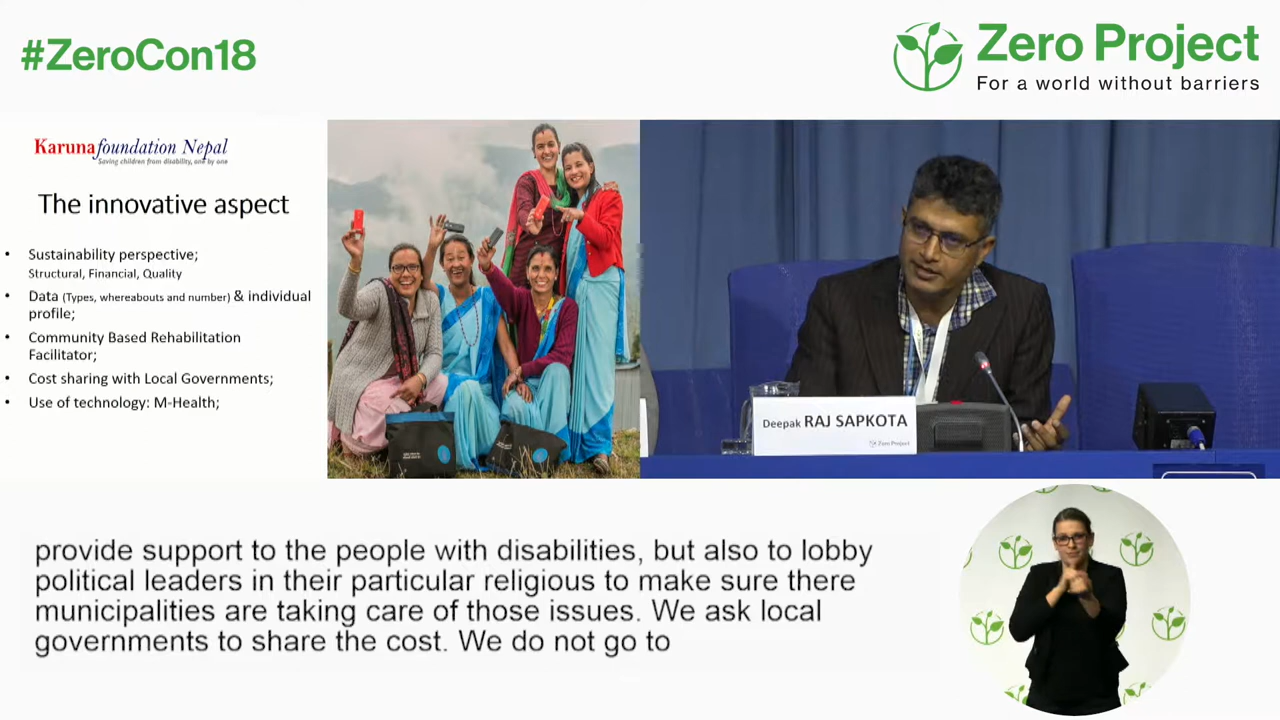 #ZeroCon18
Zero Project
For a world without barriers
Karunafoundation Nepal
Saving children from disability, one by one
The innovative aspect
• Sustainability perspective;
Structural, Financial, Quality
• Data (Types, whereabouts and number) & individual
profile;
• Community Based Rehabilitation
Facilitator;
• Cost sharing with Local Governments;
• Use of technology: M-Health;
Deepak RAJ SAPKOTA
Zero Project
provide support to the people with disabilities, but also to lobby
political leaders in their particular religious to make sure there
municipalities are taking care of those issues. We ask local
governments to share the cost. We do not go to